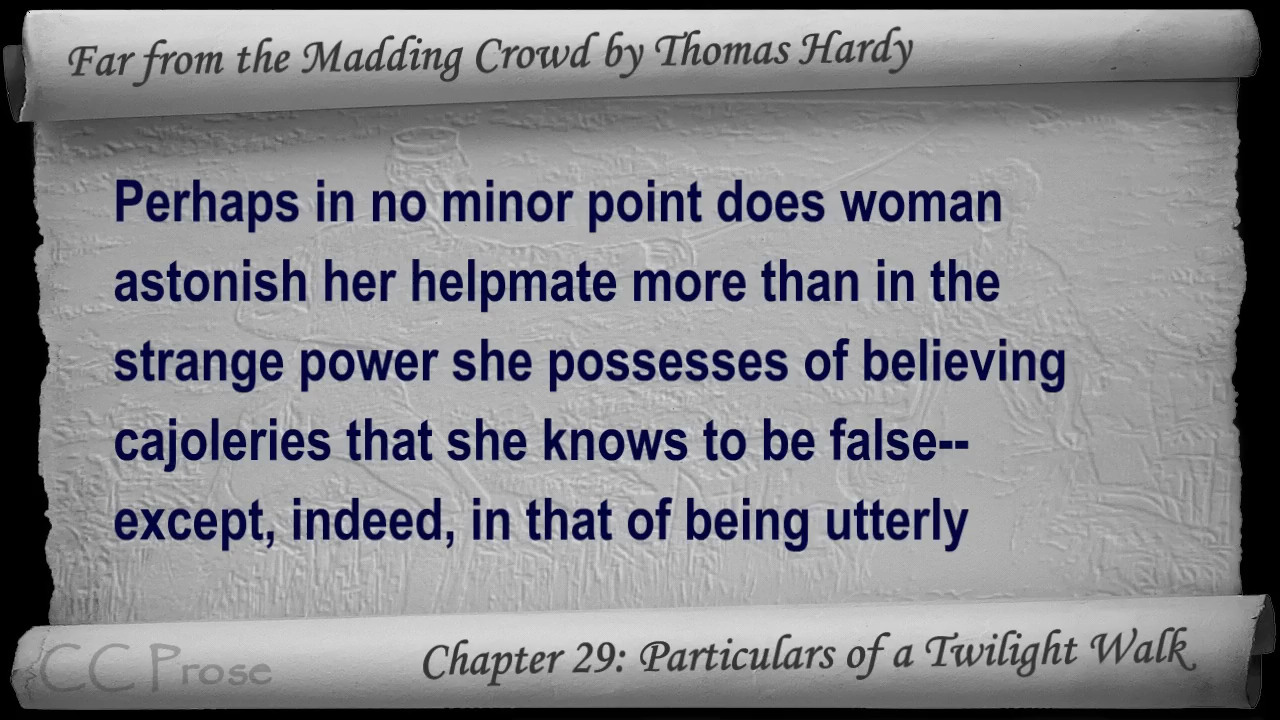 Far from the Madding Crowd by Thomas Hardy
Perhaps in no minor point does woman
astonish her helpmate more than in the
strange power she possesses of believing
cajoleries that she knows to be false--
except, indeed, in that of being utterly
CC Prose
Chapter 29: Particulars of a Twilight Walk